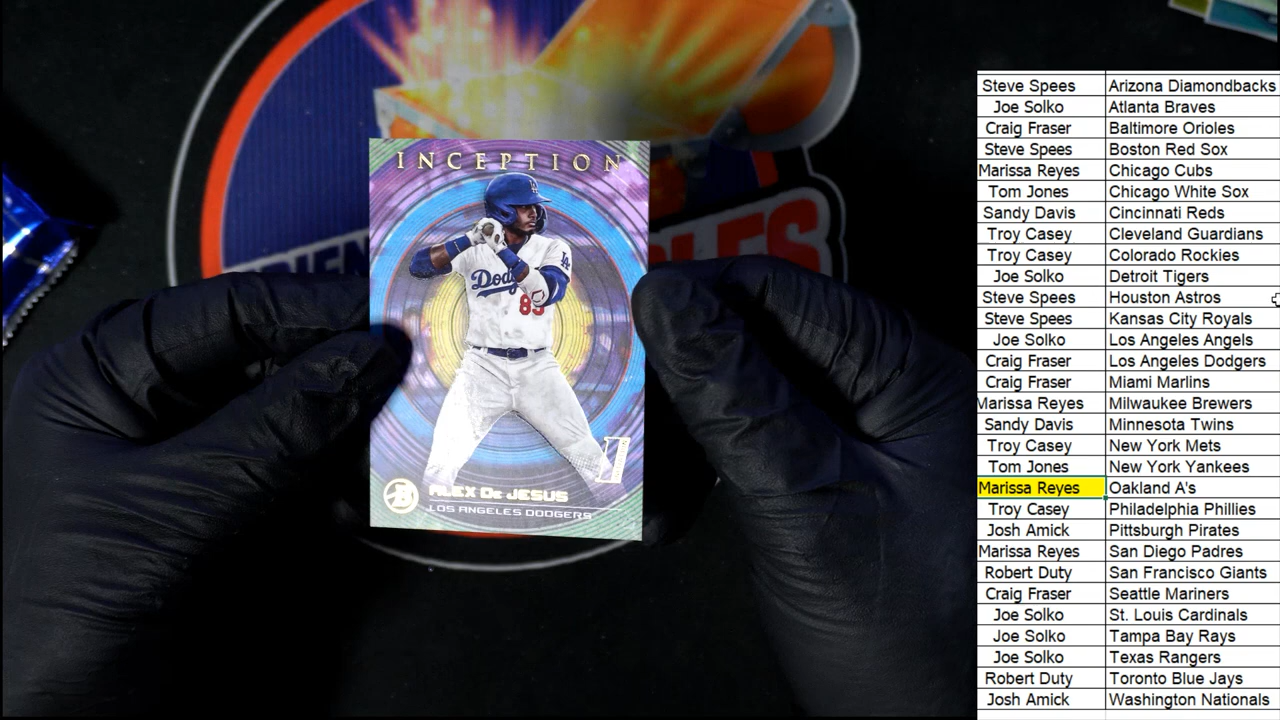 INCEPTION
LA
Dodg
85
ALEX De JESUS
LOS ANGELES DODGERS
B
Steve Spees Arizona Diamondbacks
Joe Solko Atlanta Braves
Craig Fraser Baltimore Orioles
Steve Spees Boston Red Sox
Marissa Reyes Chicago Cubs
Tom Jones Chicago White Sox
Sandy Davis Cincinnati Reds
Troy Casey Cleveland Guardians
Troy Casey Colorado Rockies
Joe Solko Detroit Tigers
Steve Spees Houston Astros
Steve Spees Kansas City Royals
Joe Solko Los Angeles Angels
Craig Fraser Los Angeles Dodgers
Craig Fraser Miami Marlins
Marissa Reyes Milwaukee Brewers
Sandy Davis Minnesota Twins
Troy Casey New York Mets
Tom Jones New York Yankees
Marissa Reyes Oakland A's
Troy Casey Philadelphia Phillies
Josh Amick Pittsburgh Pirates
Marissa Reyes San Diego Padres
Robert Duty San Francisco Giants
Craig Fraser Seattle Mariners
Joe Solko St. Louis Cardinals
Joe Solko Tampa Bay Rays
Joe Solko Texas Rangers
Robert Duty Toronto Blue Jays
Josh Amick Washington Nationals